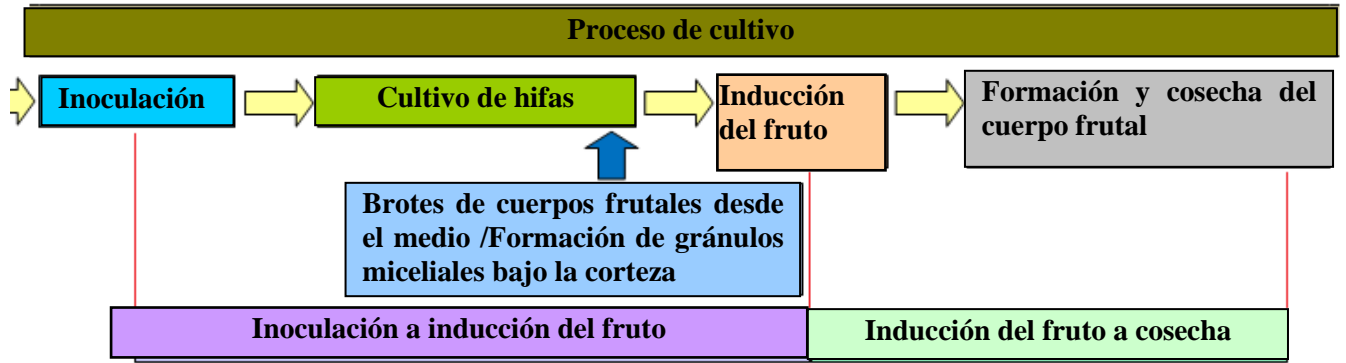 Proceso de cultivo
Inoculación
Cultivo de hifas
Inducción
del fruto
Formación y cosecha del
cuerpo frutal
Brotes de cuerpos frutales desde
el medio /Formación de gránulos
miceliales bajo la corteza
Inoculación a inducción del fruto
Inducción del fruto a cosecha